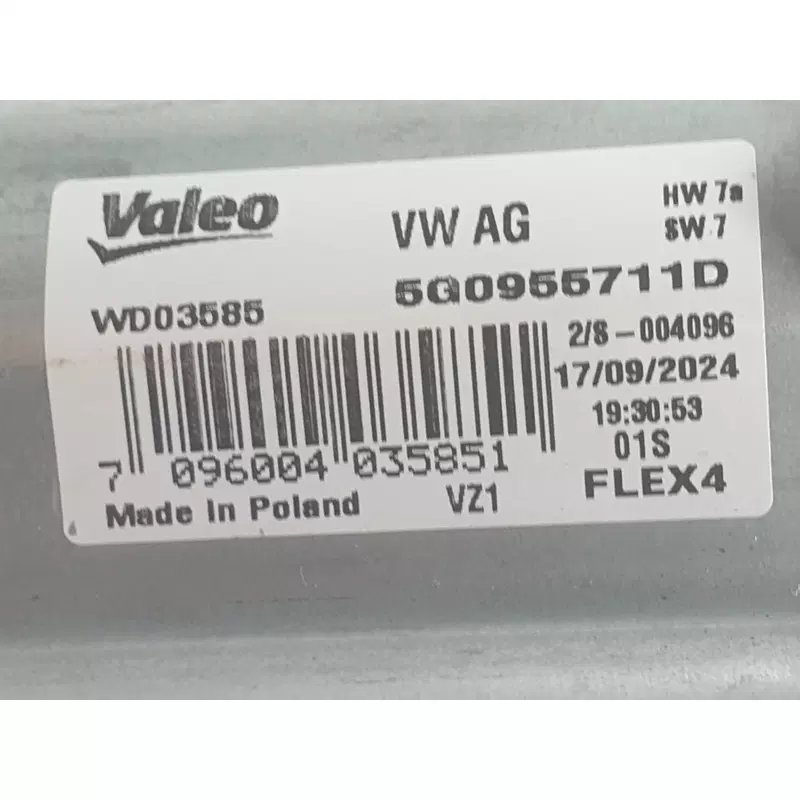 Valeo
VW AG
HW 7a
SW 7
5G0955711D
WD03585
2/8-004096
17/09/2024
19:30:53
01S
7 096004 035851
FLEX4
Made In Poland
VZ1